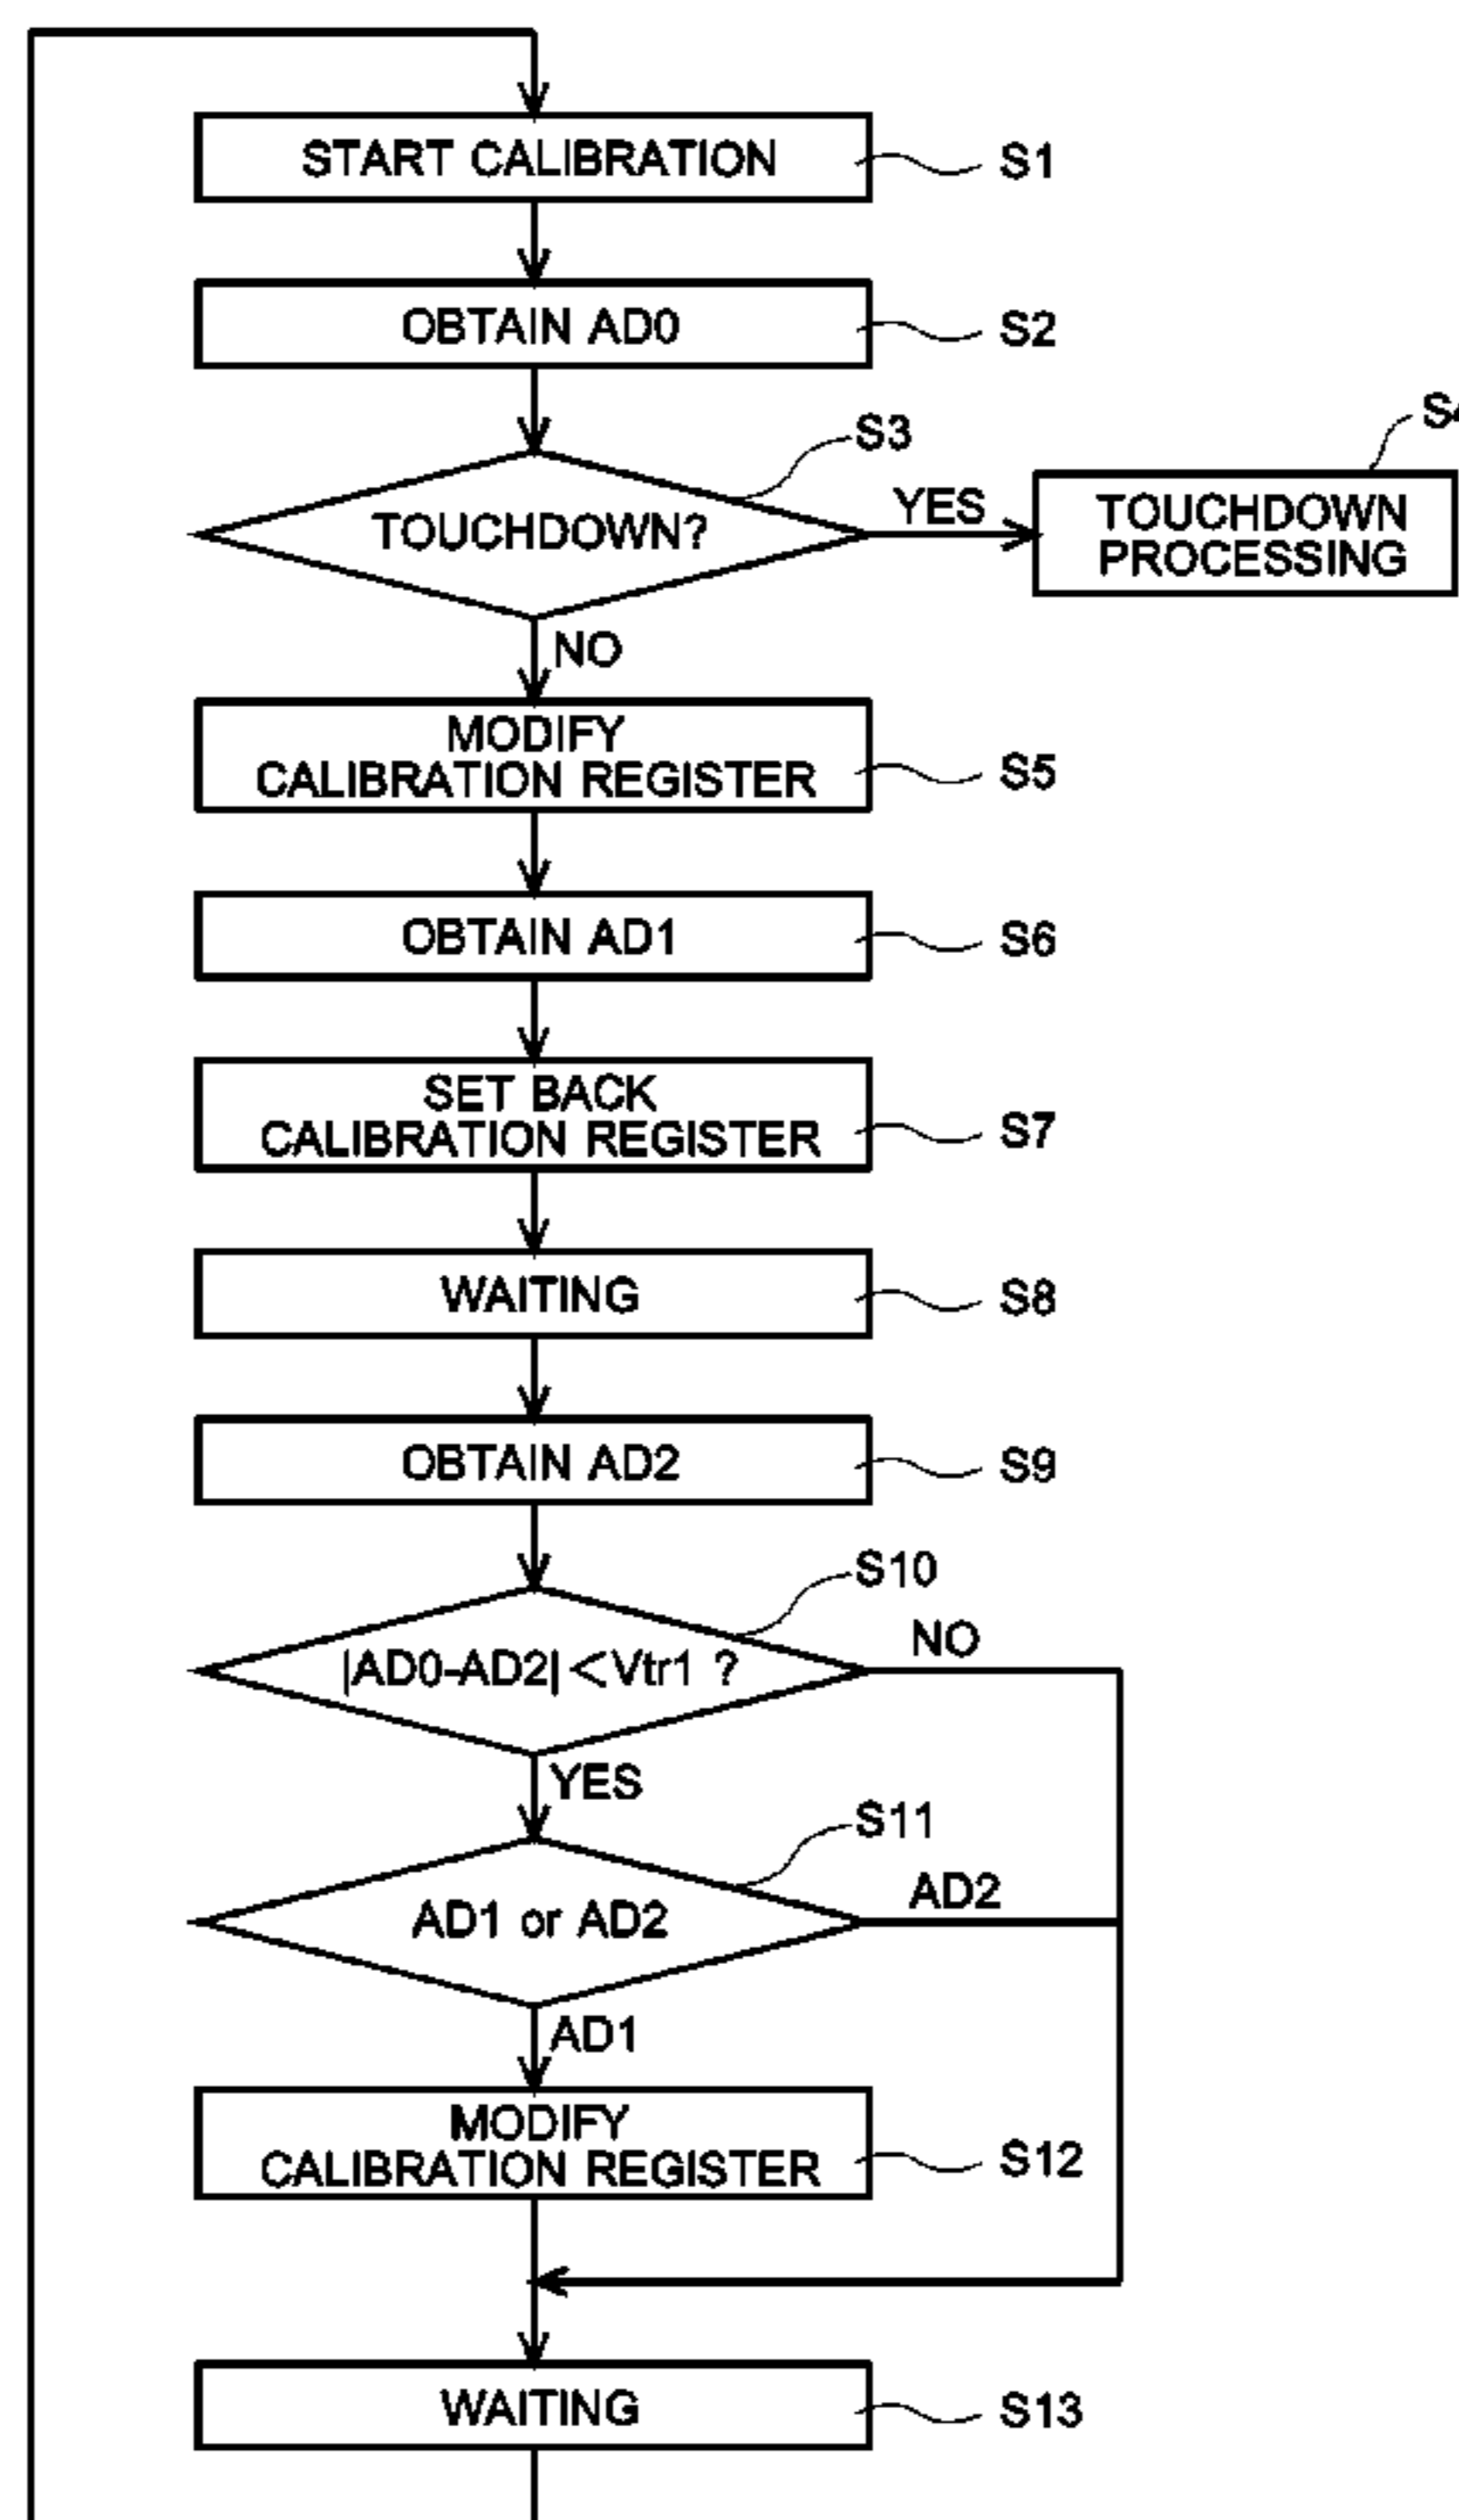 START CALIBRATION
S1
OBTAIN AD0
S2
S3
TOUCHDOWN?
YES
TOUCHDOWN
PROCESSING
NO
MODIFY
CALIBRATION REGISTER
S5
OBTAIN AD1
S6
SET BACK
CALIBRATION REGISTER
S7
WAITING
S8
OBTAIN AD2
S9
S10
|AD0-AD2|<Vtr1 ?
NO
YES
S11
AD1 or AD2
AD2
AD1
MODIFY
CALIBRATION REGISTER
S12
WAITING
S13